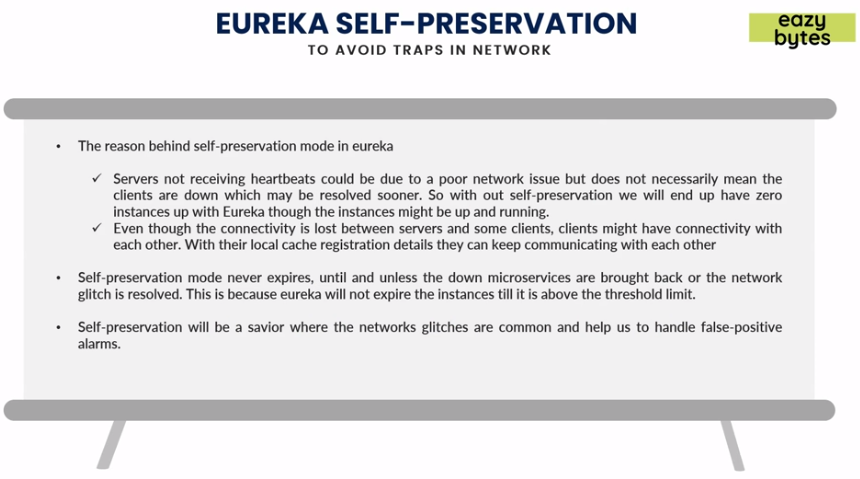 EUREKA SELF-PRESERVATION
TO AVOID TRAPS IN NETWORK
eazy
bytes
• The reason behind self-preservation mode in eureka
✓ Servers not receiving heartbeats could be due to a poor network issue but does not necessarily mean the
clients are down which may be resolved sooner. So with out self-preservation we will end up have zero
instances up with Eureka though the instances might be up and running.
✓ Even though the connectivity is lost between servers and some clients, clients might have connectivity with
each other. With their local cache registration details they can keep communicating with each other
• Self-preservation mode never expires, until and unless the down microservices are brought back or the network
glitch is resolved. This is because eureka will not expire the instances till it is above the threshold limit.
• Self-preservation will be a savior where the networks glitches are common and help us to handle false-positive
alarms.